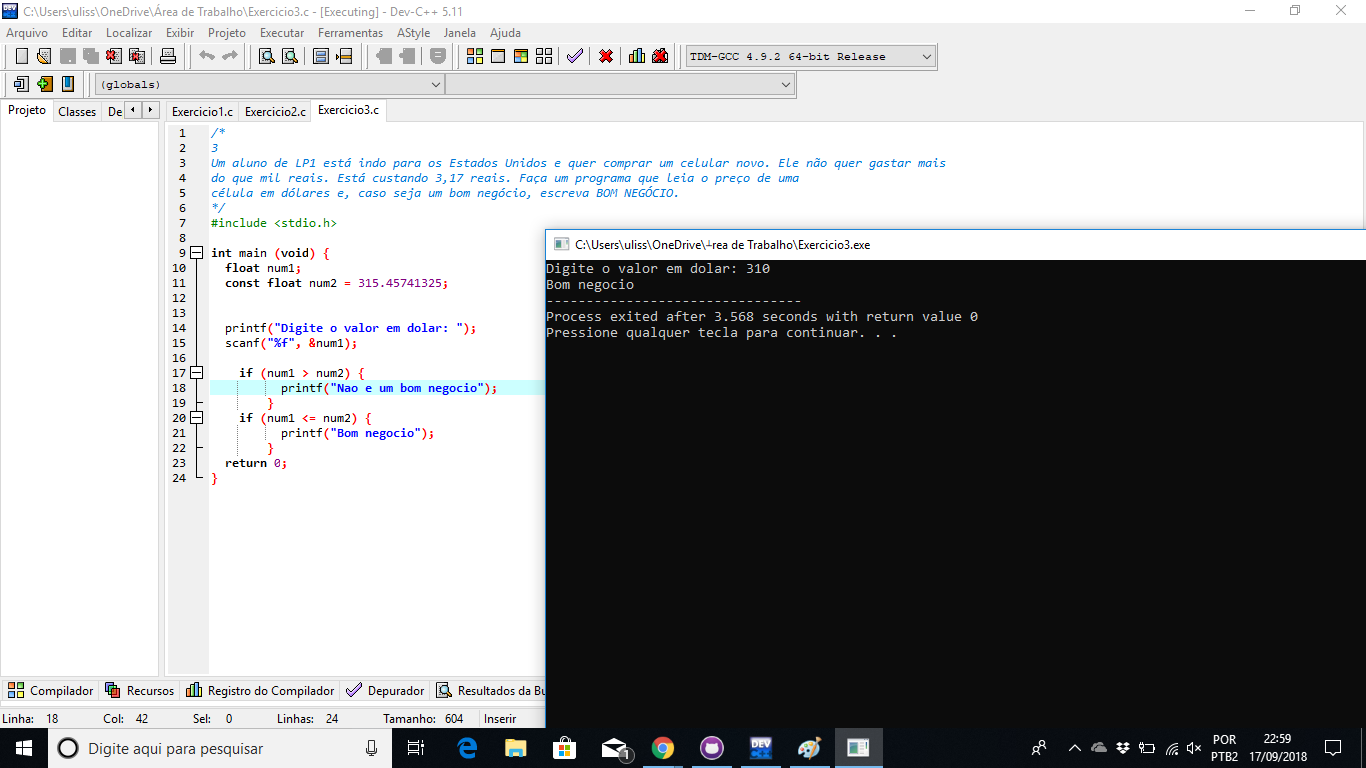 C:\Users\uliss\OneDrive\Área de Trabalho\Exercicio3.c - [Executing] - Dev-C++ 5.11
Arquivo Editar Localizar Exibir Projeto Executar Ferramentas AStyle Janela Ajuda
TDM-GCC 4.9.2 64-bit Release
(globals)
Projeto Classes De
Exercicio1.c Exercicio2.c Exercicio3.c
1 /*
2 3
3 Um aluno de LP1 está indo para os Estados Unidos e quer comprar um celular novo. Ele não quer gastar mais
4 do que mil reais. Está custando 3,17 reais. Faça um programa que leia o preço de uma
5 célula em dólares e, caso seja um bom negócio, escreva BOM NEGÓCIO.
6 */
7 #include <stdio.h>
8
9 int main (void) {
10 float num1;
11 const float num2 = 315.45741325;
12
13
14 printf("Digite o valor em dolar: ");
15 scanf("%f", &num1);
16
17 if (num1 > num2) {
18 printf("Nao e um bom negocio");
19 }
20 if (num1 <= num2) {
21 printf("Bom negocio");
22 }
23 return 0;
24 }
C:\Users\uliss\OneDrive\┴rea de Trabalho\Exercicio3.exe
Digite o valor em dolar: 310
Bom negocio
--------------------------------
Process exited after 3.568 seconds with return value 0
Pressione qualquer tecla para continuar. . .
Compilador Recursos Registro do Compilador Depurador Resultados da Bu
Linha: 18 Col: 42 Sel: 0 Linhas: 24 Tamanho: 604 Inserir
Digite aqui para pesquisar
1
DEV
POR
PTB2
22:59
17/09/2018